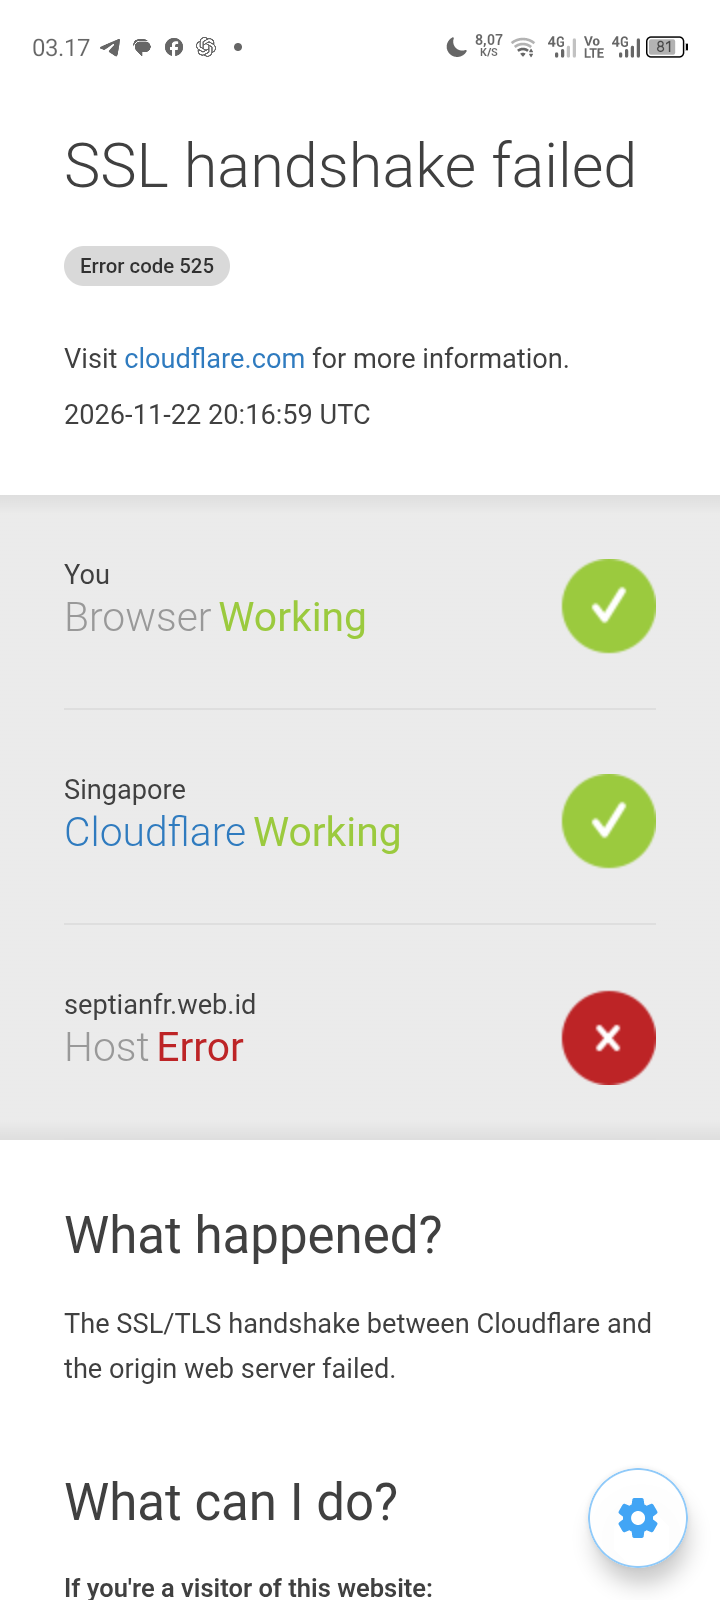 03.17
8,07 K/S 4G Vo LTE 4G 81
SSL handshake failed
Error code 525
Visit cloudflare.com for more information.
2026-11-22 20:16:59 UTC
You
Browser Working
Singapore
Cloudflare Working
septianfr.web.id
Host Error
What happened?
The SSL/TLS handshake between Cloudflare and
the origin web server failed.
What can I do?
If you're a visitor of this website: